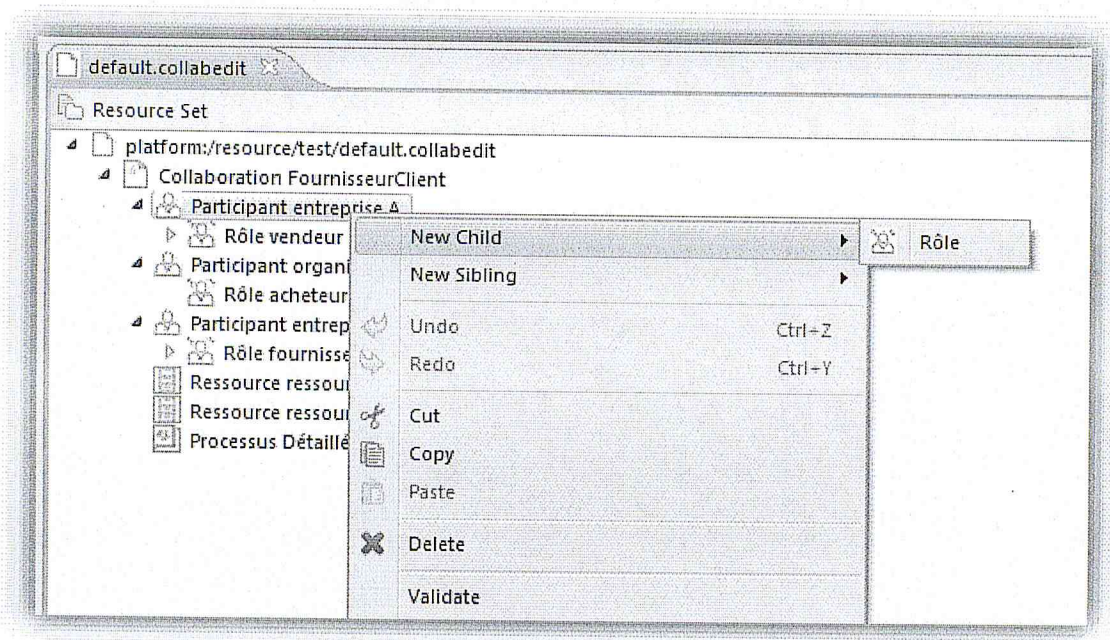 default.collabedit
Resource Set
platform:/resource/test/default.collabedit
Collaboration FournisseurClient
Participant entreprise A
Rôle vendeur
New Child
Rôle
Participant organi
New Sibling
Rôle acheteur
Participant entrep
Undo Ctrl+Z
Rôle fournisse
Redo Ctrl+Y
Ressource ressour
Ressource ressour
Cut
Processus Détaillé
Copy
Paste
Delete
Validate